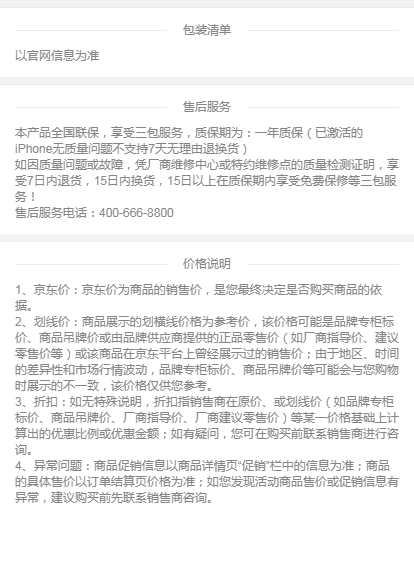 包装清单
以官网信息为准
售后服务
本产品全国联保，享受三包服务，质保期为：一年质保（已激活的
iPhone无质量问题不支持7天无理由退换货）
如因质量问题或故障，凭厂商维修中心或特约维修点的质量检测证明，享
受7日内退货，15日内换货，15日以上在质保期内享受免费保修等三包服
务！
售后服务电话：400-666-8800
价格说明
1、京东价：京东价为商品的销售价，是您最终决定是否购买商品的依
据。
2、划线价：商品展示的划横线价格为参考价，该价格可能是品牌专柜标
价、商品吊牌价或由品牌供应商提供的正品零售价（如厂商指导价、建议
零售价等）或该商品在京东平台上曾经展示过的销售价；由于地区、时间
的差异性和市场行情波动，品牌专柜标价、商品吊牌价等可能会与您购物
时展示的不一致，该价格仅供您参考。
3、折扣：如无特殊说明，折扣指销售商在原价、或划线价（如品牌专柜
标价、商品吊牌价、厂商指导价、厂商建议零售价）等某一价格基础上计
算出的优惠比例或优惠金额；如有疑问，您可在购买前联系销售商进行咨
询。
4、异常问题：商品促销信息以商品详情页“促销”栏中的信息为准；商品
的具体售价以订单结算页价格为准；如您发现活动商品售价或促销信息有
异常，建议购买前先联系销售商咨询。